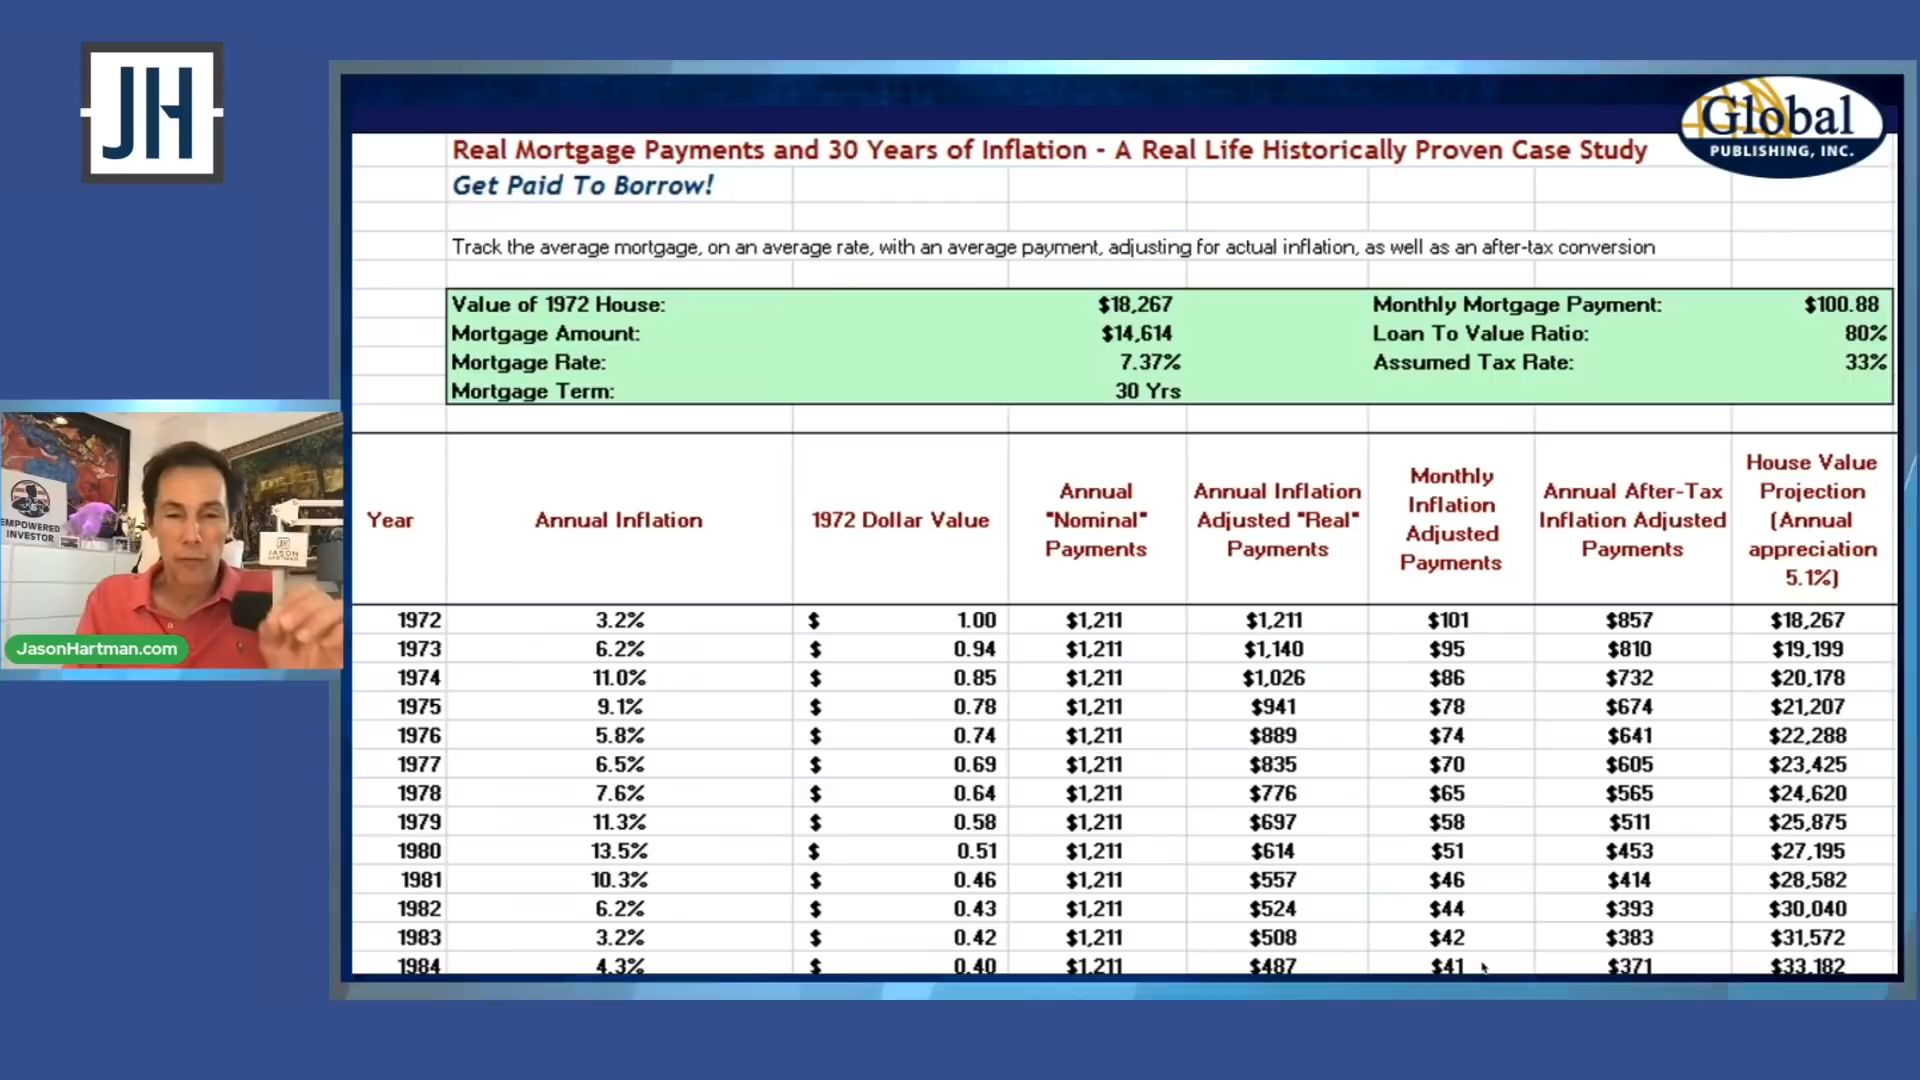 JH
Global
PUBLISHING, INC.
Real Mortgage Payments and 30 Years of Inflation - A Real Life Historically Proven Case Study
Get Paid To Borrow!
Track the average mortgage, on an average rate, with an average payment, adjusting for actual inflation, as well as an after-tax conversion
Value of 1972 House: $18,267 Monthly Mortgage Payment: $100.88
Mortgage Amount: $14,614 Loan To Value Ratio: 80%
Mortgage Rate: 7.37% Assumed Tax Rate: 33%
Mortgage Term: 30 Yrs
Year
Annual Inflation
1972 Dollar Value
Annual
"Nominal"
Payments
Annual Inflation
Adjusted "Real"
Payments
Monthly
Inflation
Adjusted
Payments
Annual After-Tax
Inflation Adjusted
Payments
House Value
Projection
(Annual
appreciation
5.1%)
1972 3.2% $ 1.00 $1,211 $1,211 $101 $857 $18,267
1973 6.2% $ 0.94 $1,211 $1,140 $95 $810 $19,199
1974 11.0% $ 0.85 $1,211 $1,026 $86 $732 $20,178
1975 9.1% $ 0.78 $1,211 $941 $78 $674 $21,207
1976 5.8% $ 0.74 $1,211 $889 $74 $641 $22,288
1977 6.5% $ 0.69 $1,211 $835 $70 $605 $23,425
1978 7.6% $ 0.64 $1,211 $776 $65 $565 $24,620
1979 11.3% $ 0.58 $1,211 $697 $58 $511 $25,875
1980 13.5% $ 0.51 $1,211 $614 $51 $453 $27,195
1981 10.3% $ 0.46 $1,211 $557 $46 $414 $28,582
1982 6.2% $ 0.43 $1,211 $524 $44 $393 $30,040
1983 3.2% $ 0.42 $1,211 $508 $42 $383 $31,572
1984 4.3% $ 0.40 $1,211 $487 $41 $371 $33,182
EMPOWERED
INVESTOR
JH
JASON
HARTMAN
JasonHartman.com